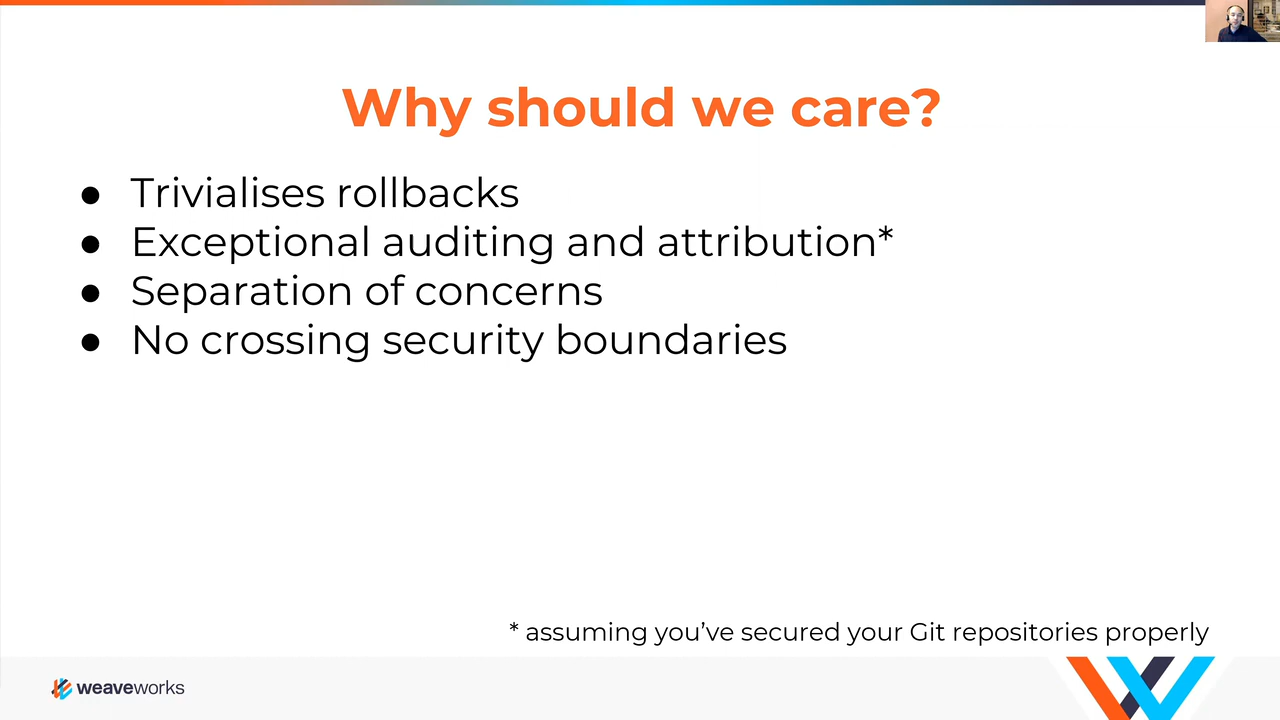 Why should we care?
● Trivialises rollbacks
● Exceptional auditing and attribution*
● Separation of concerns
● No crossing security boundaries
* assuming you’ve secured your Git repositories properly
weaveworks